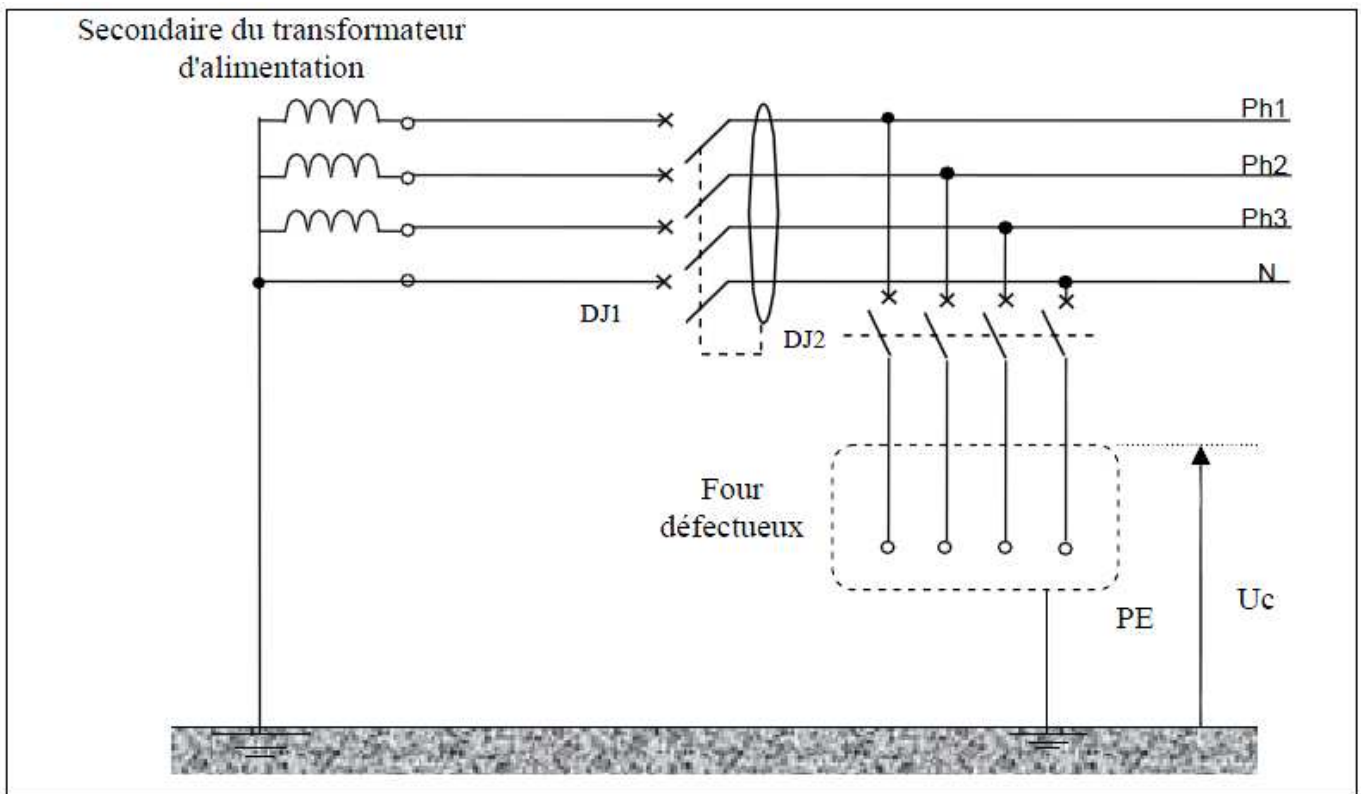 Secondaire du transformateur
d'alimentation
Ph1
Ph2
Ph3
N
DJ1
DJ2
Four
défectueux
PE
Uc